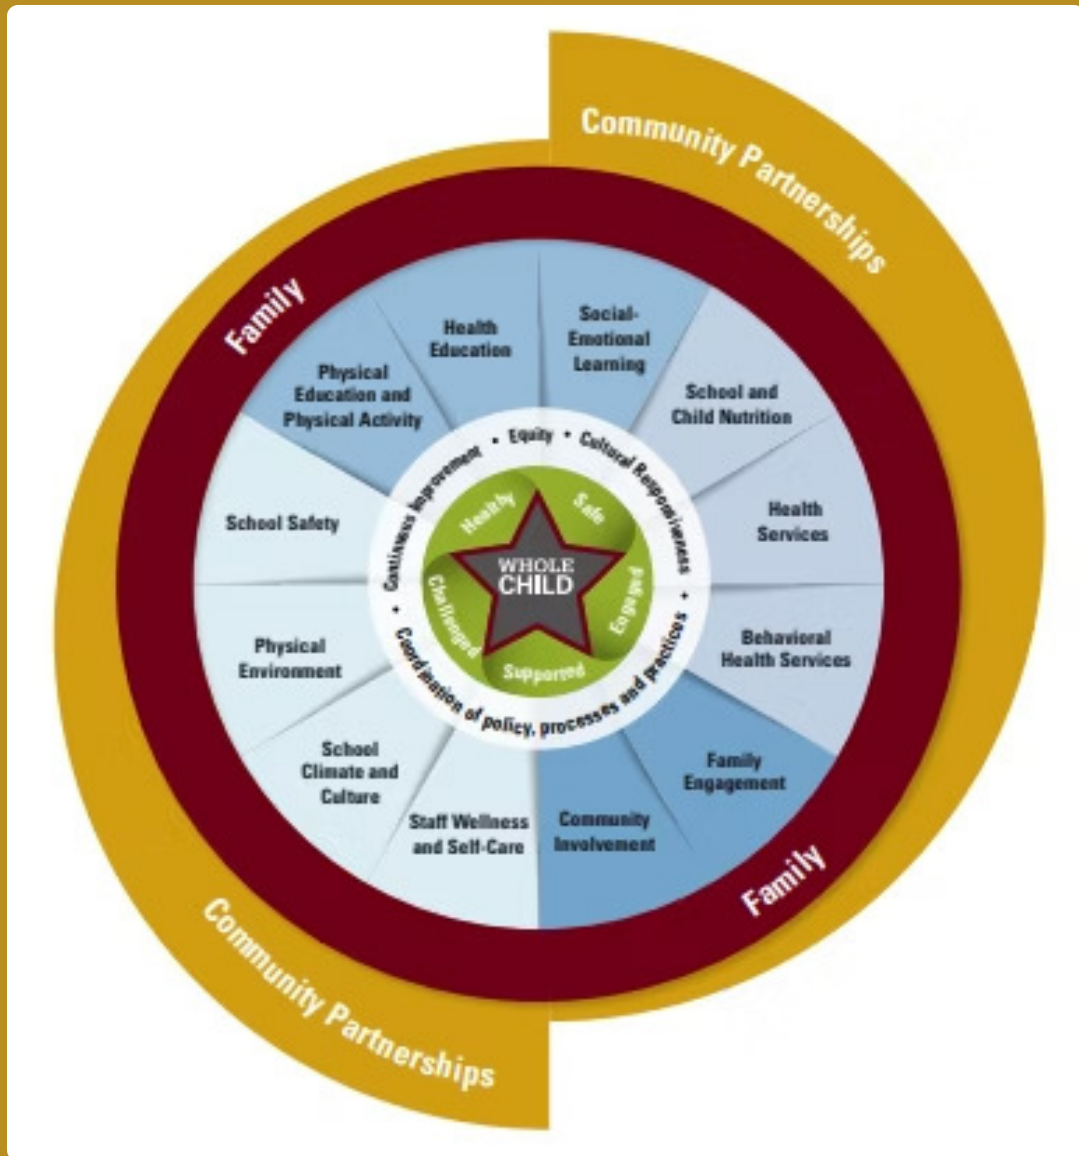 Community Partnerships
Family
Social-
Emotional
Learning
School and
Child Nutrition
Health
Services
Behavioral
Health Services
Family
Engagement
Community
Involvement
Staff Wellness
and Self-Care
School
Climate and
Culture
Physical
Environment
School Safety
Physical
Education and
Physical Activity
Health
Education
Continuous Improvement • Equity • Cultural Responsiveness •
Coordination of policy, processes and practices •
Healthy
Safe
Engaged
Supported
Challenged
WHOLE
CHILD
Family
Community Partnerships